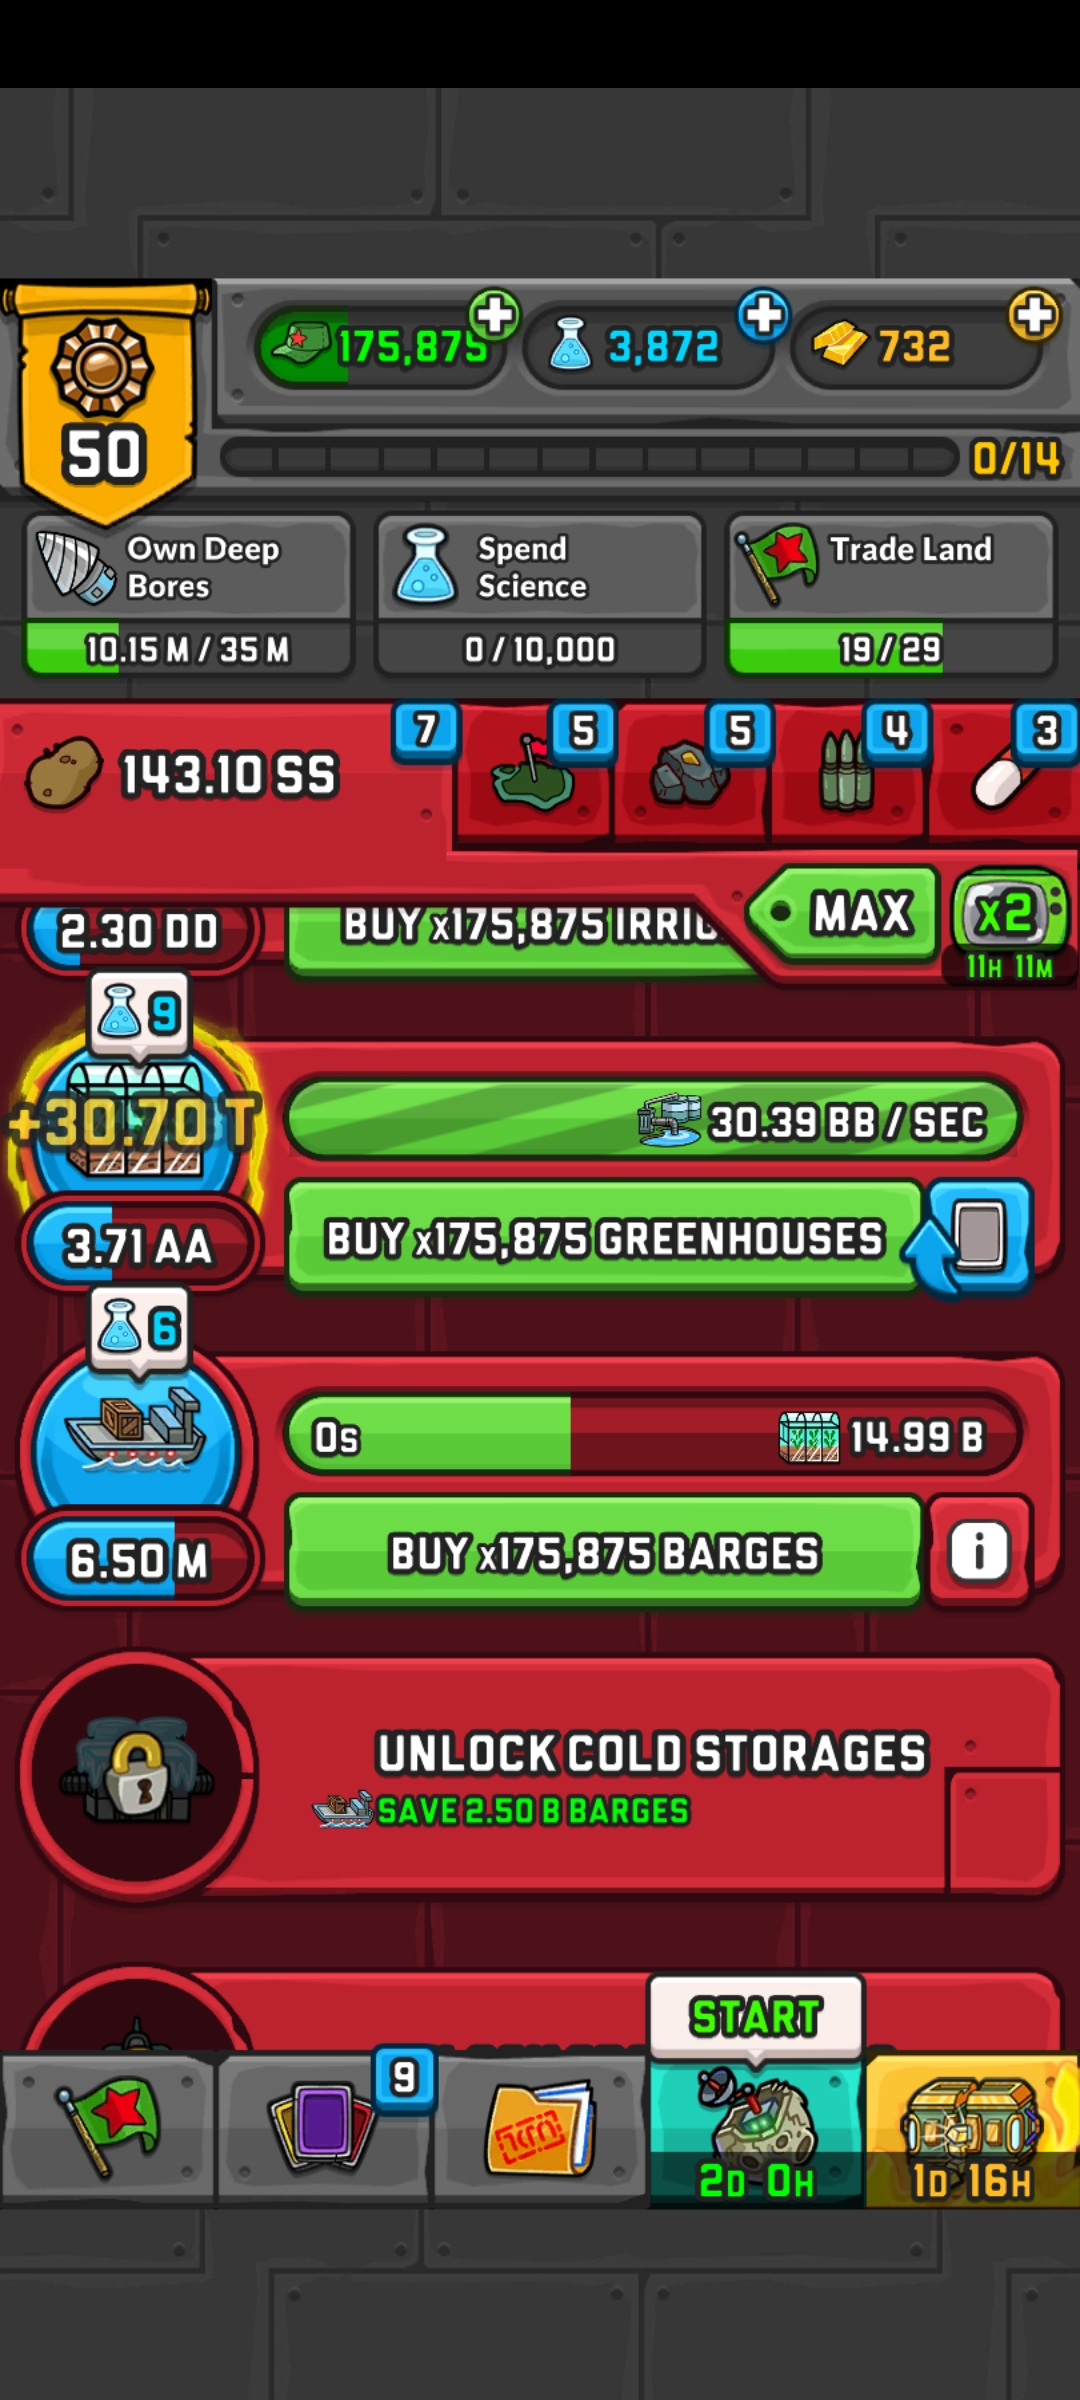 175,875
3,872
732
50
0/14
Own Deep
Bores
10.15 M / 35 M
Spend
Science
0 / 10,000
Trade Land
19 / 29
143.10 SS
7
5
5
4
3
MAX
x2
11H 11M
2.30 DD
BUY x175,875
9
+30.70 T
30.39 BB / SEC
3.71 AA
BUY x175,875 GREENHOUSES
6
0s
14.99 B
6.50 M
BUY x175,875 BARGES
i
UNLOCK COLD STORAGES
SAVE 2.50 B BARGES
START
9
2D 0H
1D 16H